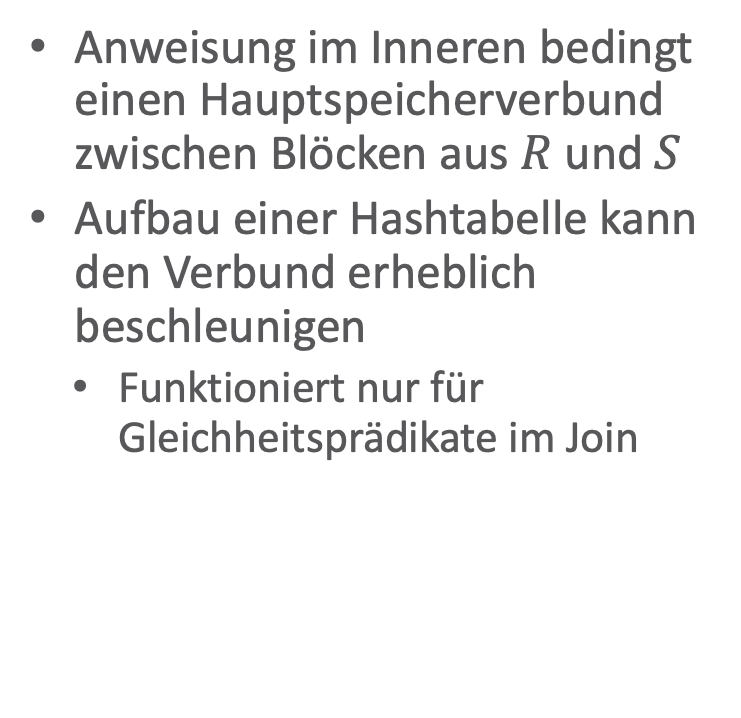 • Anweisung im Inneren bedingt
einen Hauptspeicherverbund
zwischen Blöcken aus R und S
• Aufbau einer Hashtabelle kann
den Verbund erheblich
beschleunigen
• Funktioniert nur für
Gleichheitsprädikate im Join